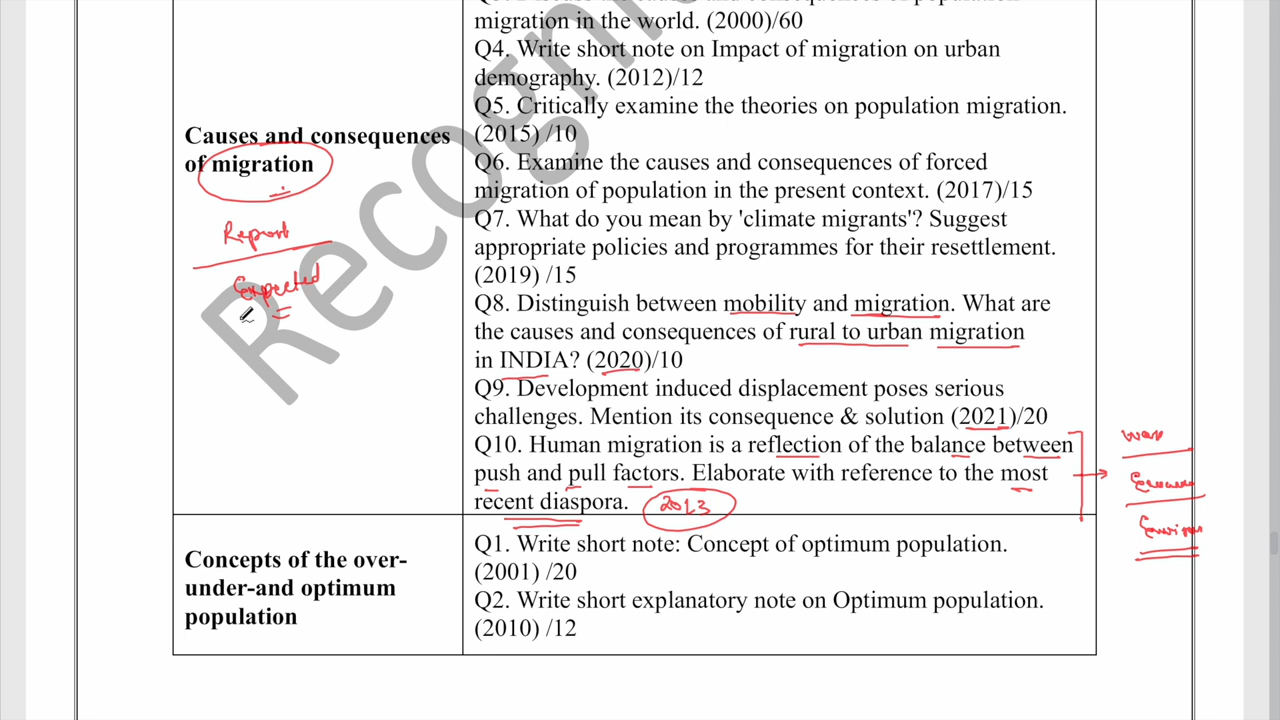 migration in the world. (2000)/60
Q4. Write short note on Impact of migration on urban
demography. (2012)/12
Q5. Critically examine the theories on population migration.
Causes and consequences
(2015) /10
of migration
Q6. Examine the causes and consequences of forced
migration of population in the present context. (2017)/15
Q7. What do you mean by 'climate migrants'? Suggest
Report
appropriate policies and programmes for their resettlement.
Expected
(2019) /15
Q8. Distinguish between mobility and migration. What are
the causes and consequences of rural to urban migration
in INDIA? (2020)/10
Q9. Development induced displacement poses serious
challenges. Mention its consequence & solution (2021)/20
Q10. Human migration is a reflection of the balance between
war
push and pull factors. Elaborate with reference to the most
recent diaspora. 2013
Concepts of the over-
under-and optimum
population
Q1. Write short note: Concept of optimum population.
(2001) /20
Q2. Write short explanatory note on Optimum population.
(2010) /12
Recogni